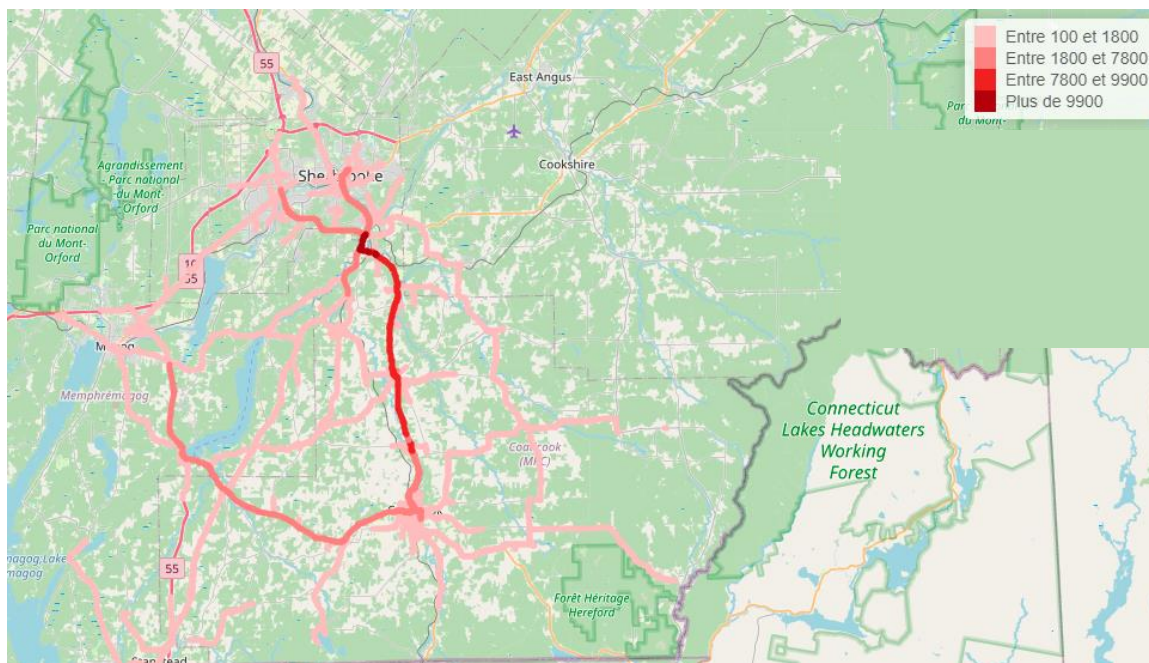 Entre 100 et 1800
Entre 1800 et 7800
Entre 7800 et 9900
Plus de 9900
55
East Angus
Cookshire
Agrandissement
- Parc national
-du Mont-
Orford
Parc national
du Mont-
Orford
du Mont-
55
Memphrémagog
Coaticook
(MRC)
Connecticut
Lakes Headwaters
Working
Forest
55
Forêt Héritage
Hereford